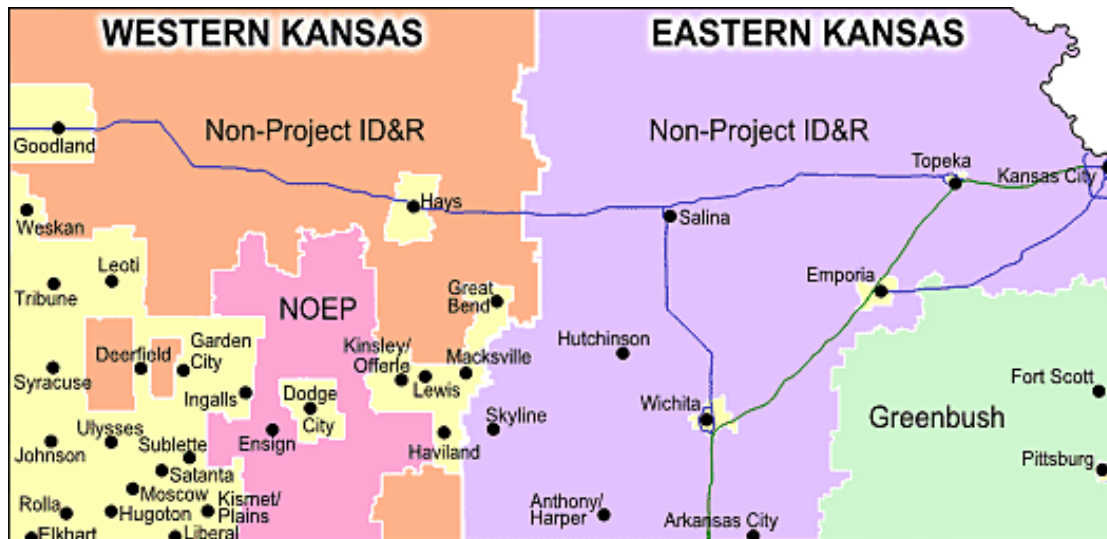 WESTERN KANSAS
EASTERN KANSAS
Non-Project ID&R
Non-Project ID&R
Goodland
Topeka
Kansas City
Hays
Weskan
Salina
Leoti
Tribune
Emporia
Great
Bend
NOEP
Hutchinson
Garden
City
Deerfield
Kinsley/
Offerle
Macksville
Syracuse
Lewis
Fort Scott
Ingalls
Dodge
City
Wichita
Skyline
Greenbush
Ulysses
Sublette
Ensign
Johnson
Haviland
Pittsburg
Satanta
Moscow
Kismet/
Plains
Rolla
Hugoton
Anthony/
Harper
Arkansas City
Elkhart
Liberal